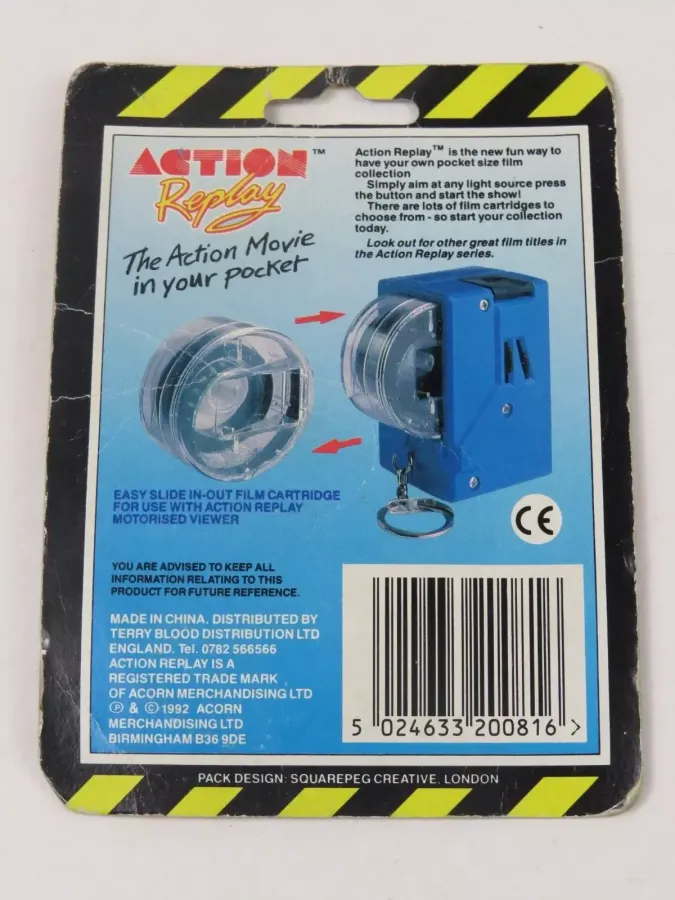 ACTION™
Replay
The Action Movie
in your pocket
Action Replay™ is the new fun way to
have your own pocket size film
collection
Simply aim at any light source press
the button and start the show!
There are lots of film cartridges to
choose from - so start your collection
today.
Look out for other great film titles in
the Action Replay series.
EASY SLIDE IN-OUT FILM CARTRIDGE
FOR USE WITH ACTION REPLAY
MOTORISED VIEWER
CE
YOU ARE ADVISED TO KEEP ALL
INFORMATION RELATING TO THIS
PRODUCT FOR FUTURE REFERENCE.
MADE IN CHINA. DISTRIBUTED BY
TERRY BLOOD DISTRIBUTION LTD
ENGLAND. Tel. 0782 566566
ACTION REPLAY IS A
REGISTERED TRADE MARK
OF ACORN MERCHANDISING LTD
Ⓟ & © 1992 ACORN
MERCHANDISING LTD
BIRMINGHAM B36 9DE
5 024633 200816 >
PACK DESIGN: SQUAREPEG CREATIVE. LONDON